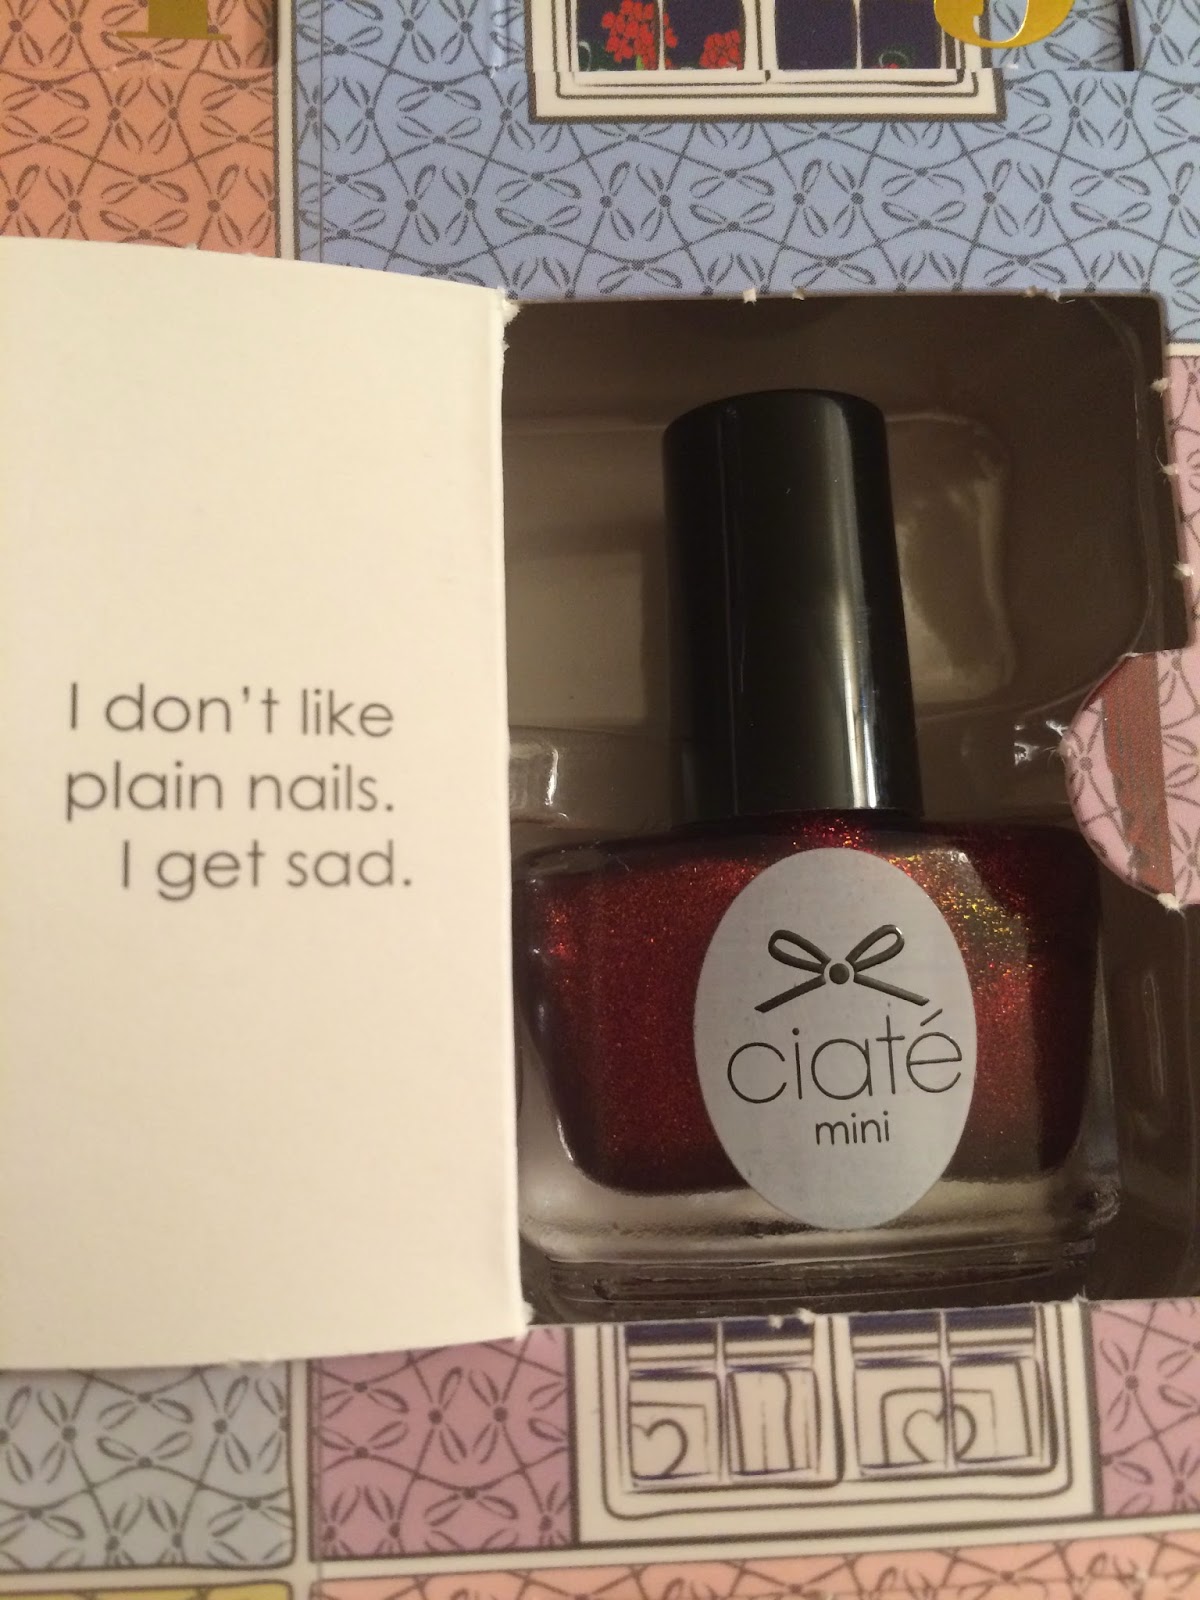 I don't like
plain nails.
I get sad.
ciaté
mini